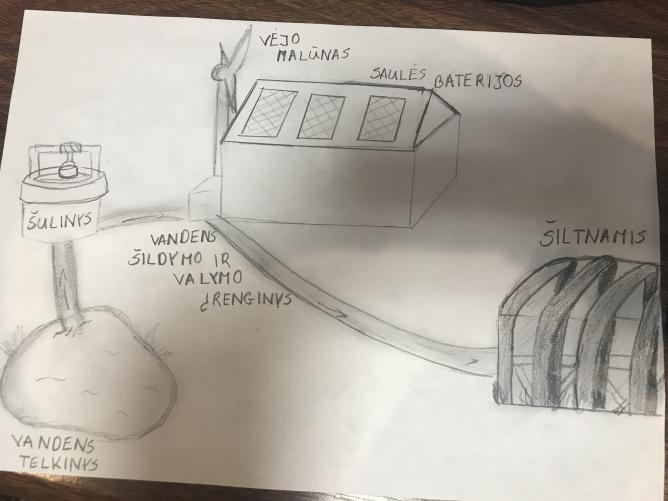 VĖJO
MALŪNAS
SAULĖS BATERIJOS
ŠULINYS
VANDENS
ŠILDYMO IR
VALYMO
ĮRENGINYS
ŠILTNAMIS
VANDENS
TELKINYS